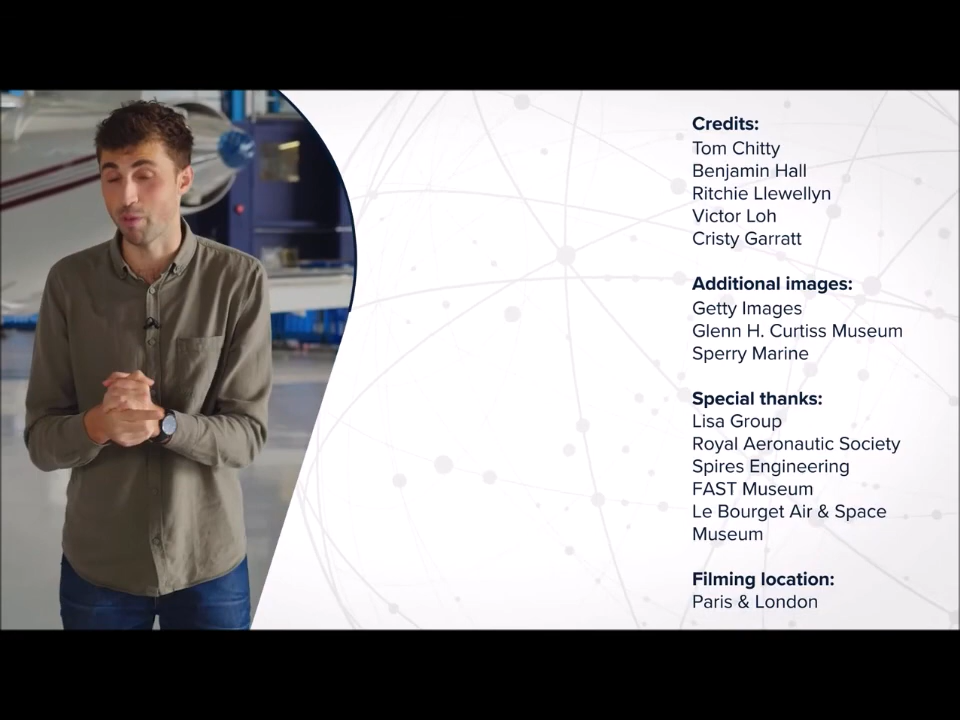 Credits:
Tom Chitty
Benjamin Hall
Ritchie Llewellyn
Victor Loh
Cristy Garratt
Additional images:
Getty Images
Glenn H. Curtiss Museum
Sperry Marine
Special thanks:
Lisa Group
Royal Aeronautic Society
Spires Engineering
FAST Museum
Le Bourget Air & Space
Museum
Filming location:
Paris & London